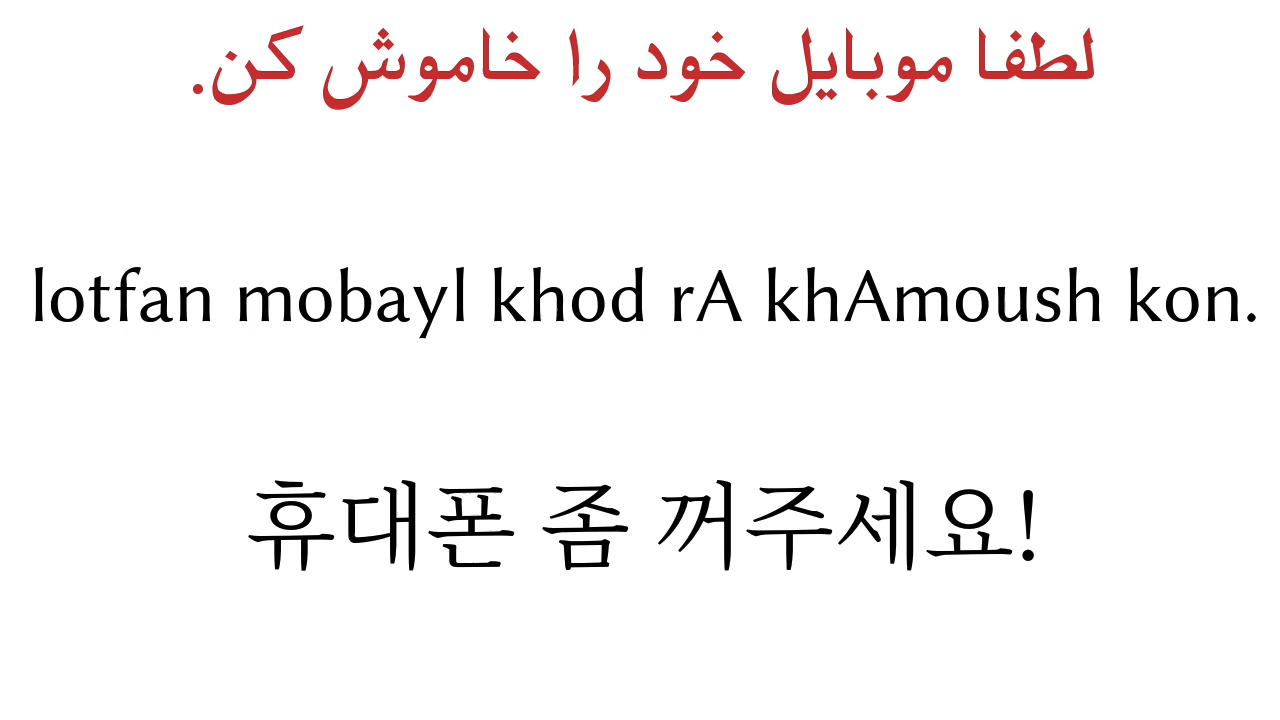 لطفا موبایل خود را خاموش کن.
lotfan mobayl khod rA khAmoush kon.
휴대폰 좀 꺼주세요!